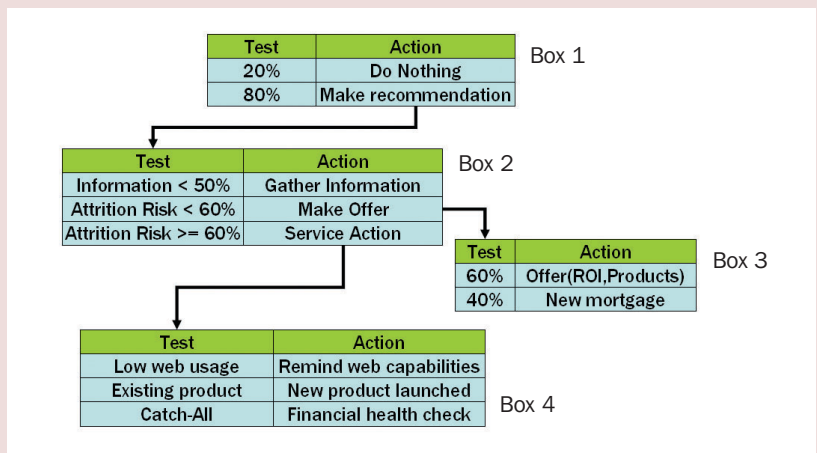 Test Action
20% Do Nothing
80% Make recommendation
Box 1
Test Action
Information < 50% Gather Information
Attrition Risk < 60% Make Offer
Attrition Risk >= 60% Service Action
Box 2
Test Action
60% Offer(ROI,Products)
40% New mortgage
Box 3
Test Action
Low web usage Remind web capabilities
Existing product New product launched
Catch-All Financial health check
Box 4